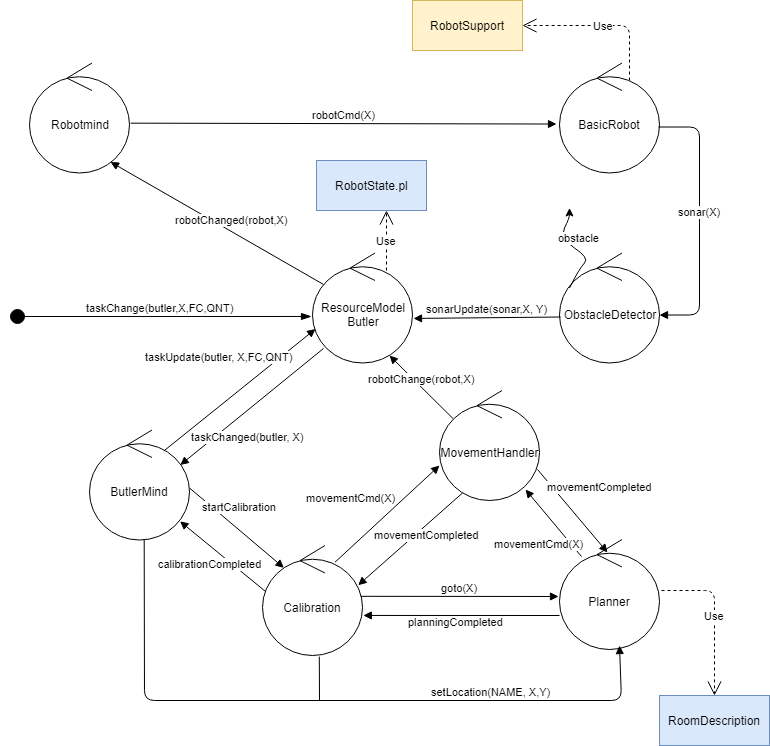 RobotSupport
Use
Robotmind
robotCmd(X)
BasicRobot
RobotState.pl
sonar(X)
robotChanged(robot,X)
Use
obstacle
taskChange(butler,X,FC,QNT)
ResourceModel
Butler
sonarUpdate(sonar,X, Y)
ObstacleDetector
taskUpdate(butler, X,FC,QNT)
robotChange(robot,X)
taskChanged(butler, X)
MovementHandler
ButlerMind
movementCompleted
startCalibration
movementCmd(X)
movementCompleted
movementCmd(X)
calibrationCompleted
goto(X)
Calibration
Planner
planningCompleted
Use
setLocation(NAME, X,Y)
RoomDescription